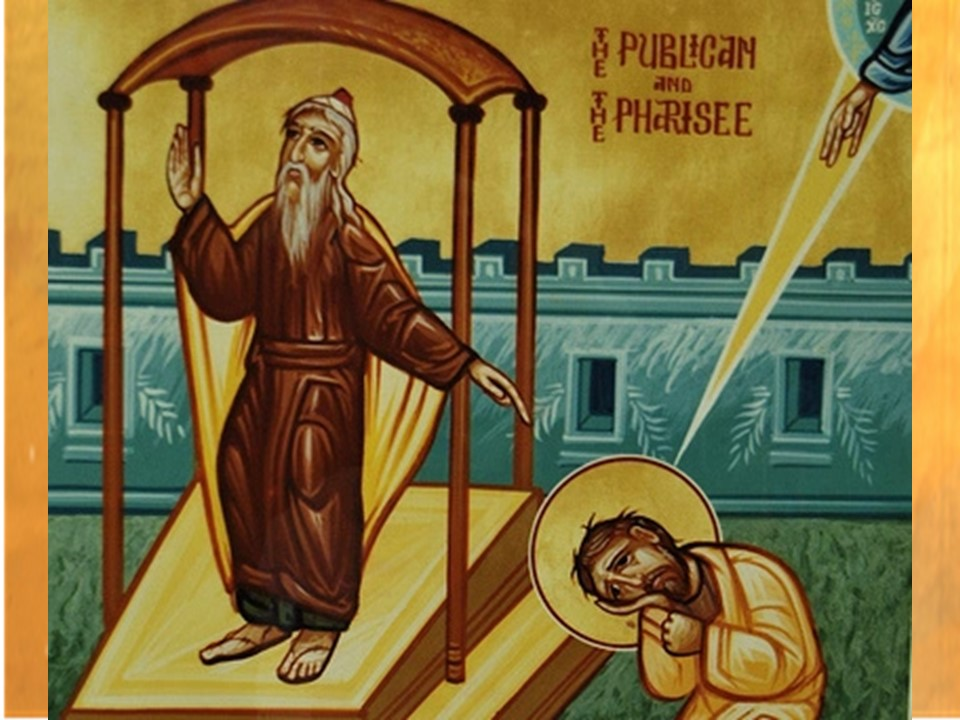 THE PUBLICAN
AND
THE PHARISEE